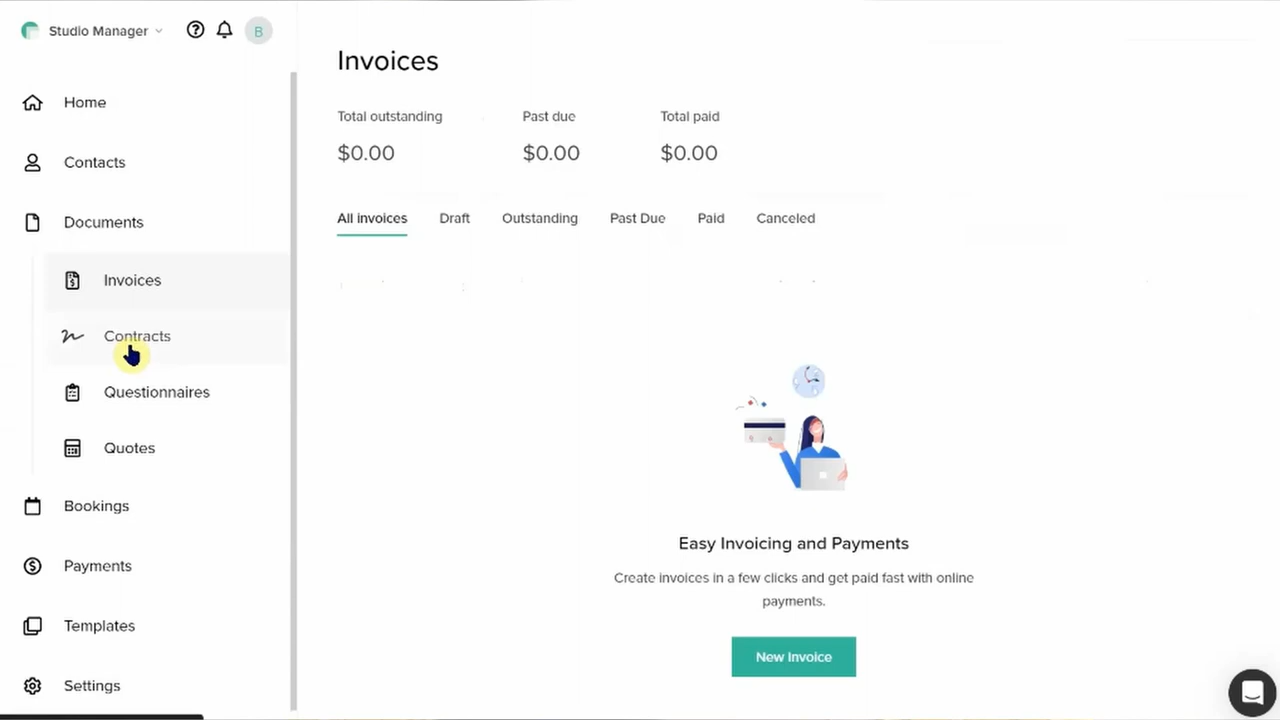 Studio Manager
B
Home
Contacts
Documents
Invoices
Contracts
Questionnaires
Quotes
Bookings
Payments
Templates
Settings
Invoices
Total outstanding Past due Total paid
$0.00 $0.00 $0.00
All invoices Draft Outstanding Past Due Paid Canceled
Easy Invoicing and Payments
Create invoices in a few clicks and get paid fast with online
payments.
New Invoice